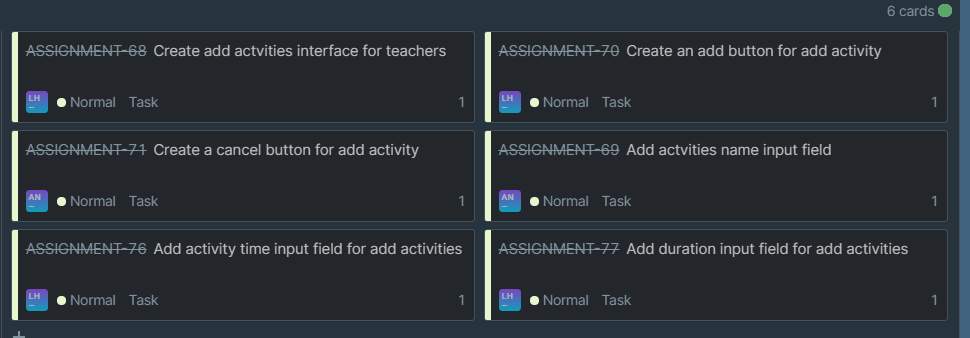 6 cards
ASSIGNMENT-68 Create add actvities interface for teachers
LH
Normal Task 1
ASSIGNMENT-70 Create an add button for add activity
LH
Normal Task 1
ASSIGNMENT-71 Create a cancel button for add activity
AN
Normal Task 1
ASSIGNMENT-69 Add actvities name input field
LH
Normal Task 1
ASSIGNMENT-76 Add activity time input field for add activities
LH
Normal Task 1
ASSIGNMENT-77 Add duration input field for add activities
LH
Normal Task 1